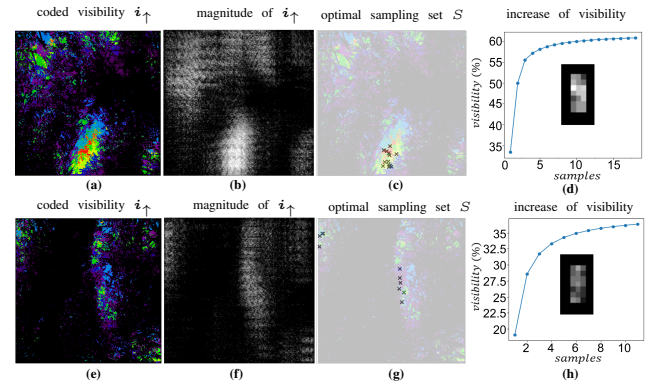 coded visibility i↑
magnitude of i↑
optimal sampling set S
increase of visibility
visibility (%)
60
55
50
45
40
35
0
5
10
15
samples
(a)
(b)
(c)
(d)
coded visibility i↑
magnitude of i↑
optimal sampling set S
increase of visibility
visibility (%)
35
32.5
30
27.5
25
22.5
20
2
4
6
8
10
samples
(e)
(f)
(g)
(h)